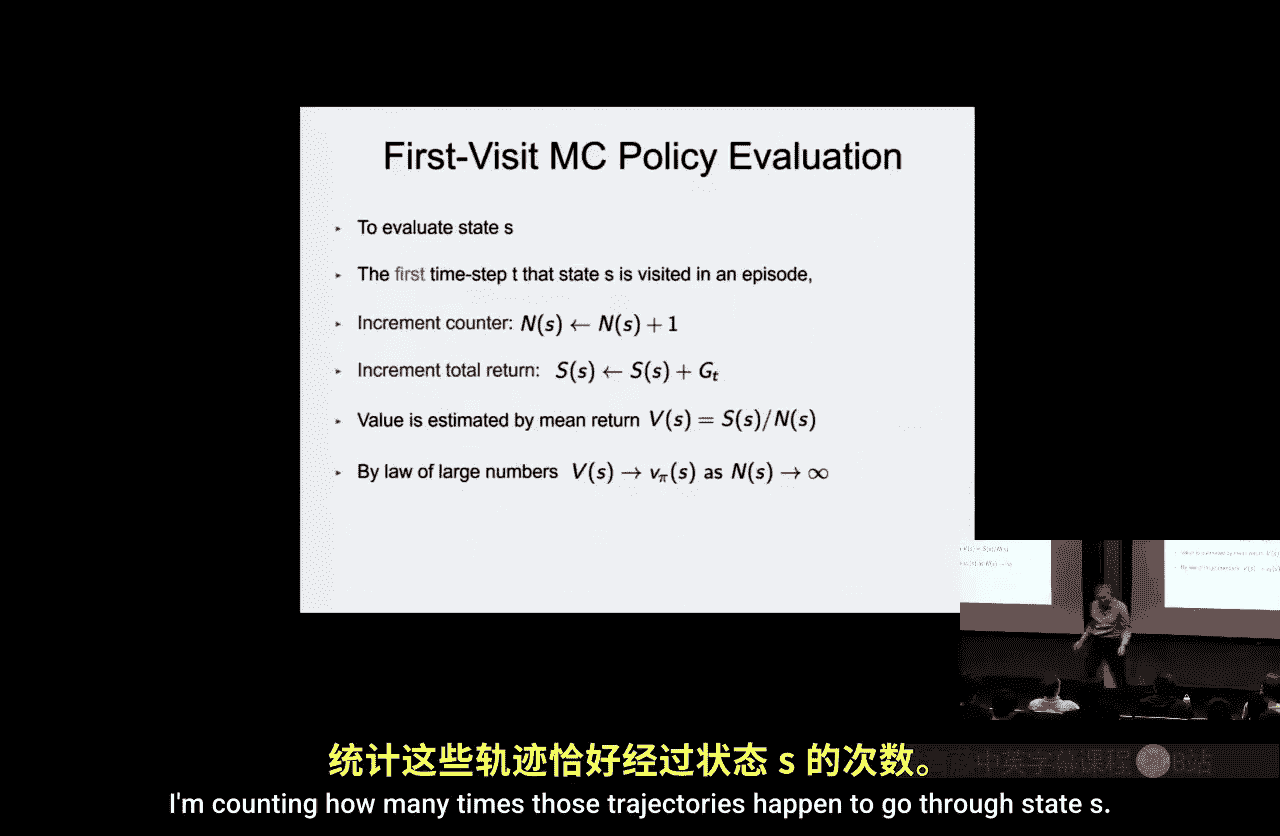 First-Visit MC Policy Evaluation
To evaluate state s
The first time-step t that state s is visited in an episode,
Increment counter: N(s) ← N(s) + 1
Increment total return: S(s) ← S(s) + Gₜ
Value is estimated by mean return V(s) = S(s)/N(s)
By law of large numbers V(s) → vπ(s) as N(s) → ∞
统计这些轨迹恰好经过状态 s 的次数。
I'm counting how many times those trajectories happen to go through state s.